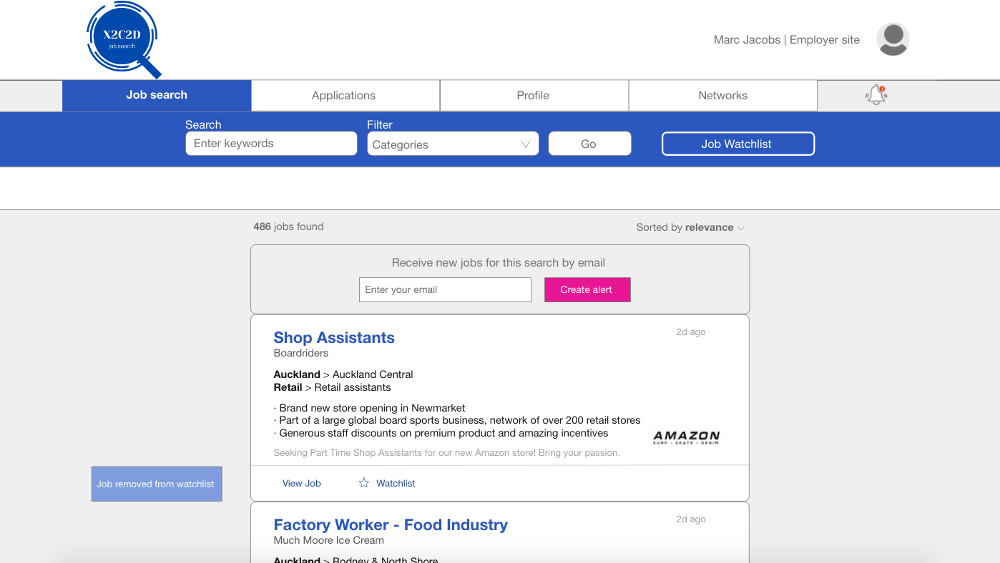 X2C2D
job search
Marc Jacobs | Employer site
Job search
Applications
Profile
Networks
Search
Filter
Enter keywords
Categories
Go
Job Watchlist
486 jobs found
Sorted by relevance
Receive new jobs for this search by email
Enter your email
Create alert
Shop Assistants
2d ago
Boardriders
Auckland > Auckland Central
Retail > Retail assistants
· Brand new store opening in Newmarket
· Part of a large global board sports business, network of over 200 retail stores
· Generous staff discounts on premium product and amazing incentives
AMAZON
SURF - SKATE - DENIM
Seeking Part Time Shop Assistants for our new Amazon store! Bring your passion.
Job removed from watchlist
View Job
Watchlist
Factory Worker - Food Industry
2d ago
Much Moore Ice Cream
Auckland > Rodney & North Shore